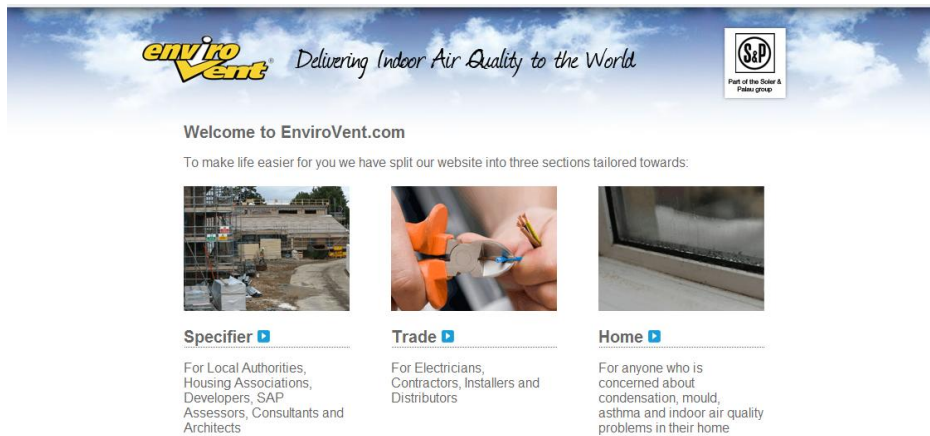 enviro
Vent
Delivering Indoor Air Quality to the World
S&P
Part of the Soler &
Palau group
Welcome to EnviroVent.com
To make life easier for you we have split our website into three sections tailored towards:
Specifier
Trade
Home
For Local Authorities,
Housing Associations,
Developers, SAP
Assessors, Consultants and
Architects
For Electricians,
Contractors, Installers and
Distributors
For anyone who is
concerned about
condensation, mould,
asthma and indoor air quality
problems in their home